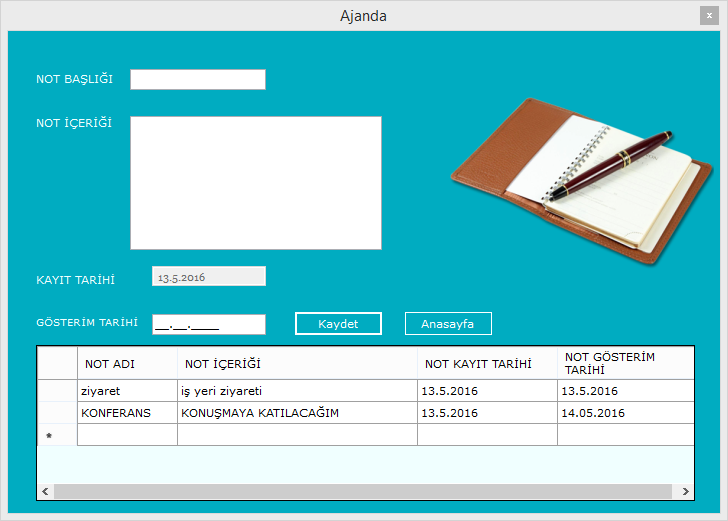 Ajanda
x
NOT BAŞLIĞI
NOT İÇERİĞİ
KAYIT TARİHİ 13.5.2016
GÖSTERİM TARİHİ __.__.____ Kaydet Anasayfa
NOT ADI NOT İÇERİĞİ NOT KAYIT TARİHİ NOT GÖSTERİM
TARİHİ
ziyaret iş yeri ziyareti 13.5.2016 13.5.2016
KONFERANS KONUŞMAYA KATILACAĞIM 13.5.2016 14.05.2016
*